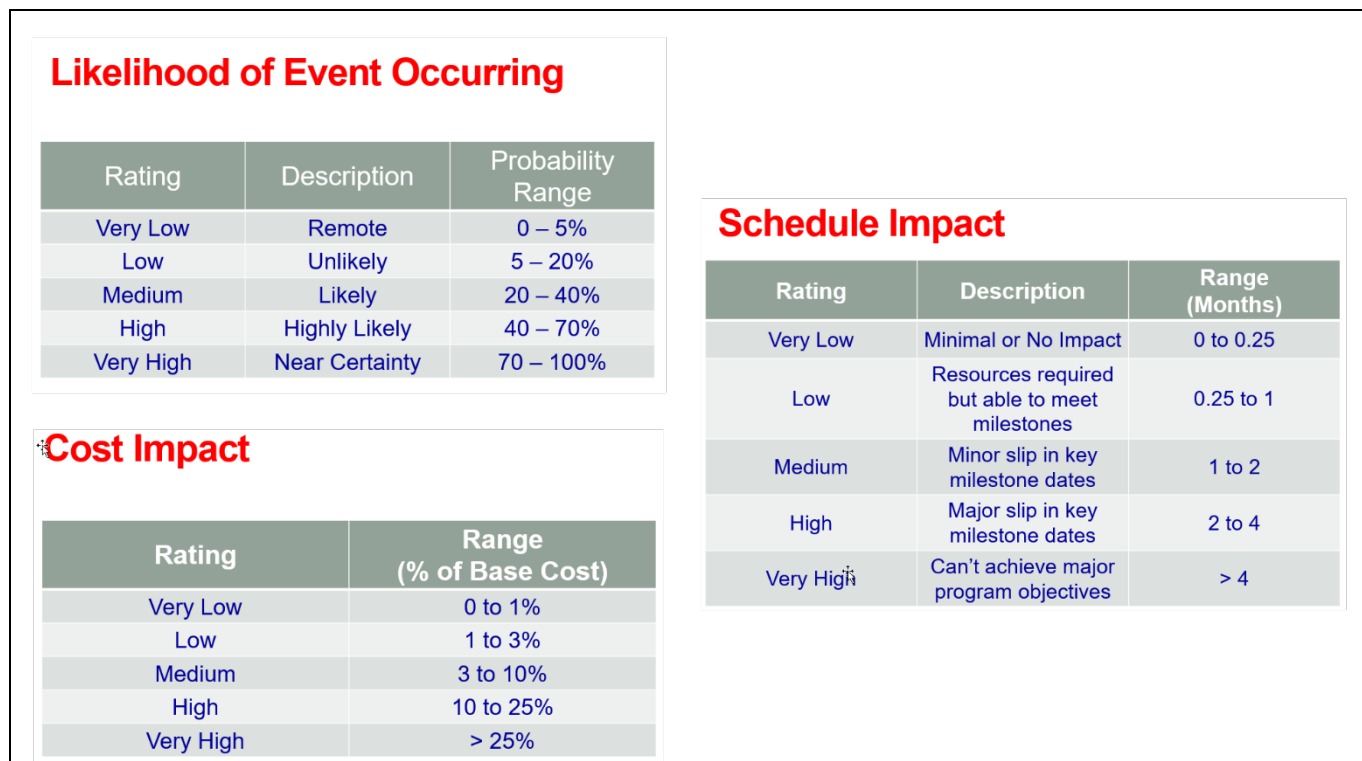 Likelihood of Event Occurring
Rating Description Probability Range
Very Low Remote 0 – 5%
Low Unlikely 5 – 20%
Medium Likely 20 – 40%
High Highly Likely 40 – 70%
Very High Near Certainty 70 – 100%
Cost Impact
Rating Range (% of Base Cost)
Very Low 0 to 1%
Low 1 to 3%
Medium 3 to 10%
High 10 to 25%
Very High > 25%
Schedule Impact
Rating Description Range (Months)
Very Low Minimal or No Impact 0 to 0.25
Low Resources required but able to meet milestones 0.25 to 1
Medium Minor slip in key milestone dates 1 to 2
High Major slip in key milestone dates 2 to 4
Very High Can’t achieve major program objectives > 4